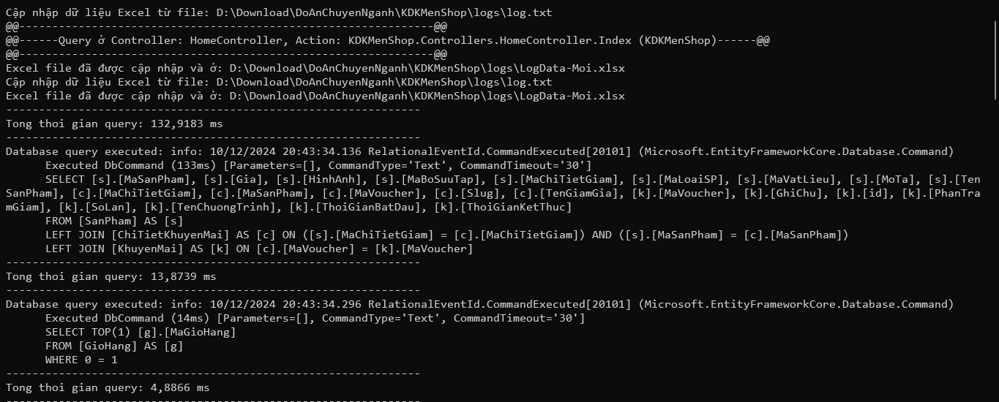 Cập nhập dữ liệu Excel từ file: D:\Download\DoAnChuyenNganh\KDKMenShop\logs\log.txt
@@---------------------------------------------------------------@@
@@------Query ở Controller: HomeController, Action: KDKMenShop.Controllers.HomeController.Index (KDKMenShop)------@@
@@---------------------------------------------------------------@@
Excel file đã được cập nhập và ở: D:\Download\DoAnChuyenNganh\KDKMenShop\logs\LogData-Moi.xlsx
Cập nhập dữ liệu Excel từ file: D:\Download\DoAnChuyenNganh\KDKMenShop\logs\log.txt
Excel file đã được cập nhập và ở: D:\Download\DoAnChuyenNganh\KDKMenShop\logs\LogData-Moi.xlsx
---------------------------------------------------------------
Tong thoi gian query: 132,9183 ms
---------------------------------------------------------------
Database query executed: info: 10/12/2024 20:43:34.136 RelationalEventId.CommandExecuted[20101] (Microsoft.EntityFrameworkCore.Database.Command)
      Executed DbCommand (133ms) [Parameters=[], CommandType='Text', CommandTimeout='30']
      SELECT [s].[MaSanPham], [s].[Gia], [s].[HinhAnh], [s].[MaBoSuuTap], [s].[MaChiTietGiam], [s].[MaLoaiSP], [s].[MaVatLieu], [s].[MoTa], [s].[Ten
SanPham], [c].[MaChiTietGiam], [c].[MaSanPham], [c].[MaVoucher], [c].[Slug], [c].[TenGiamGia], [k].[MaVoucher], [k].[GhiChu], [k].[id], [k].[PhanTra
mGiam], [k].[SoLan], [k].[TenChuongTrinh], [k].[ThoiGianBatDau], [k].[ThoiGianKetThuc]
      FROM [SanPham] AS [s]
      LEFT JOIN [ChiTietKhuyenMai] AS [c] ON ([s].[MaChiTietGiam] = [c].[MaChiTietGiam]) AND ([s].[MaSanPham] = [c].[MaSanPham])
      LEFT JOIN [KhuyenMai] AS [k] ON [c].[MaVoucher] = [k].[MaVoucher]
---------------------------------------------------------------
Tong thoi gian query: 13,8739 ms
---------------------------------------------------------------
Database query executed: info: 10/12/2024 20:43:34.296 RelationalEventId.CommandExecuted[20101] (Microsoft.EntityFrameworkCore.Database.Command)
      Executed DbCommand (14ms) [Parameters=[], CommandType='Text', CommandTimeout='30']
      SELECT TOP(1) [g].[MaGioHang]
      FROM [GioHang] AS [g]
      WHERE 0 = 1
---------------------------------------------------------------
Tong thoi gian query: 4,8866 ms
---------------------------------------------------------------